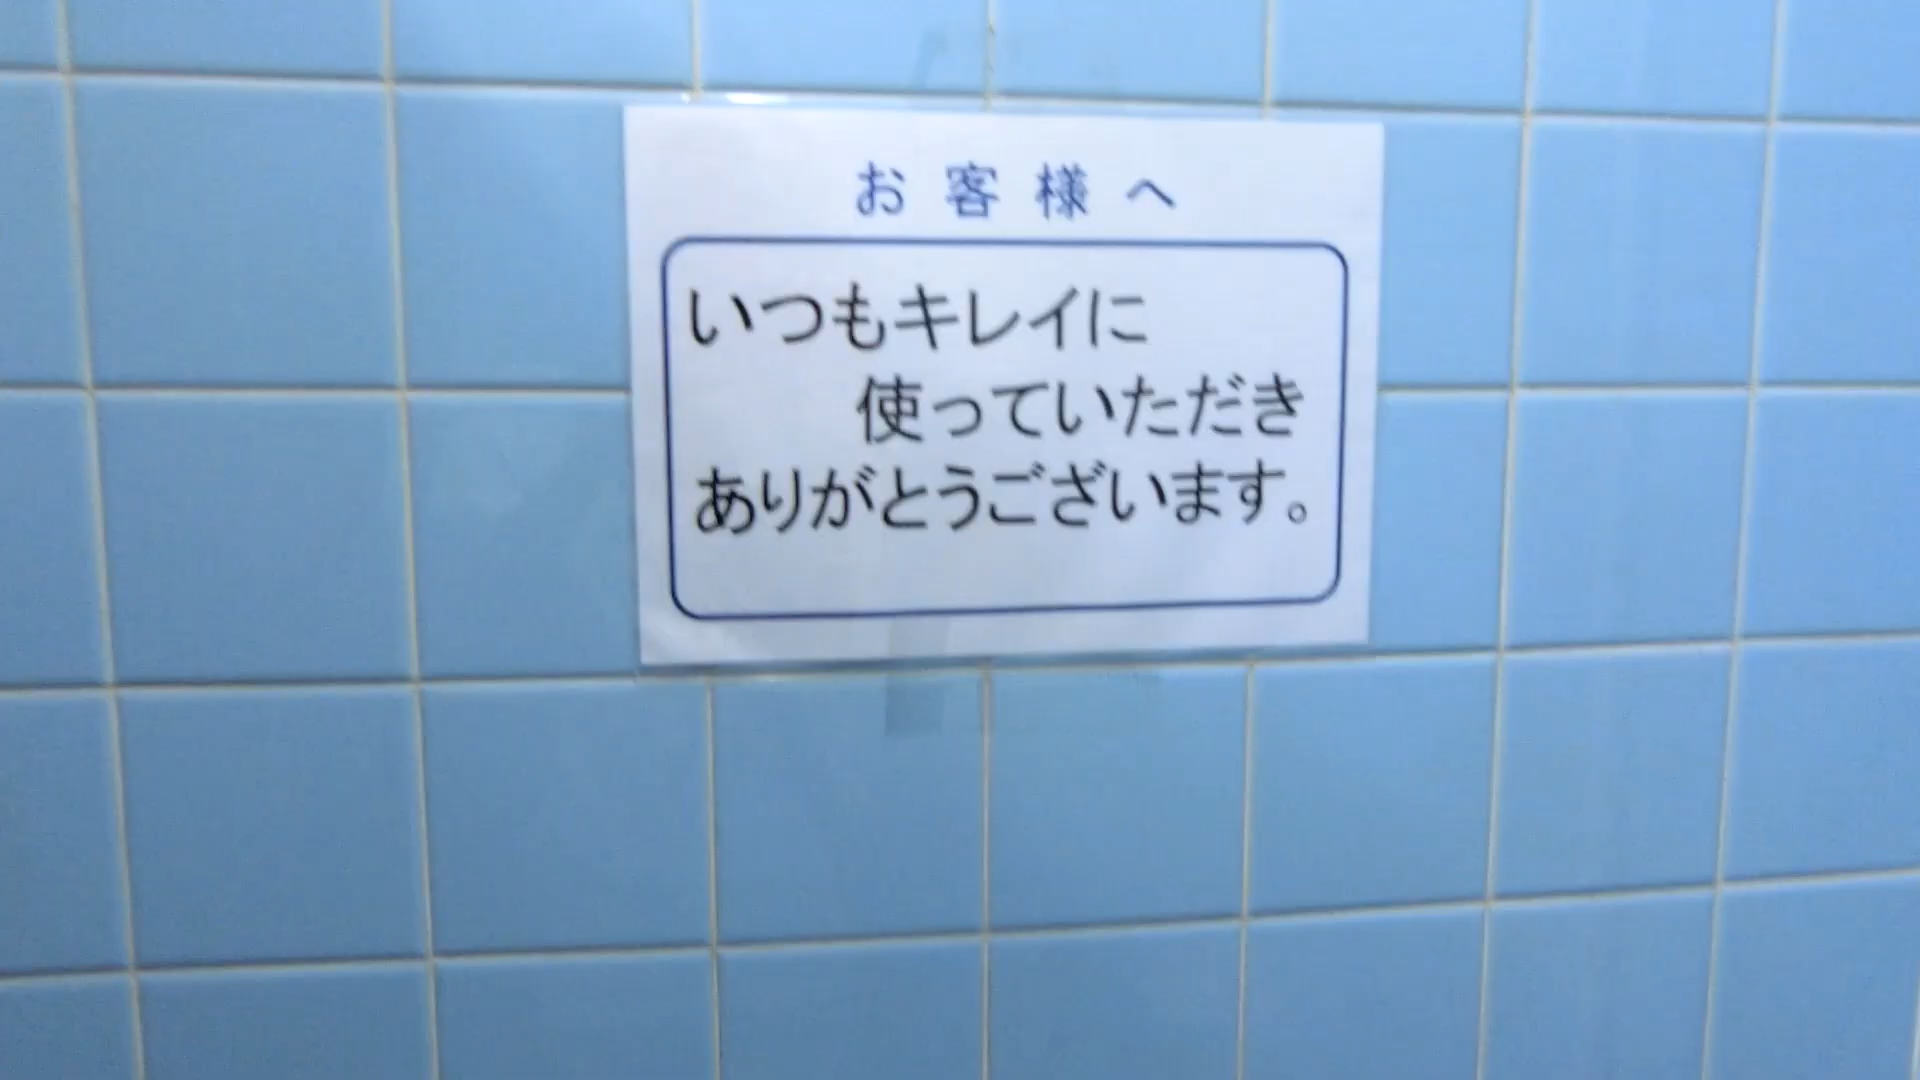 お客様へ
いつもキレイに
使っていただき
ありがとうございます。